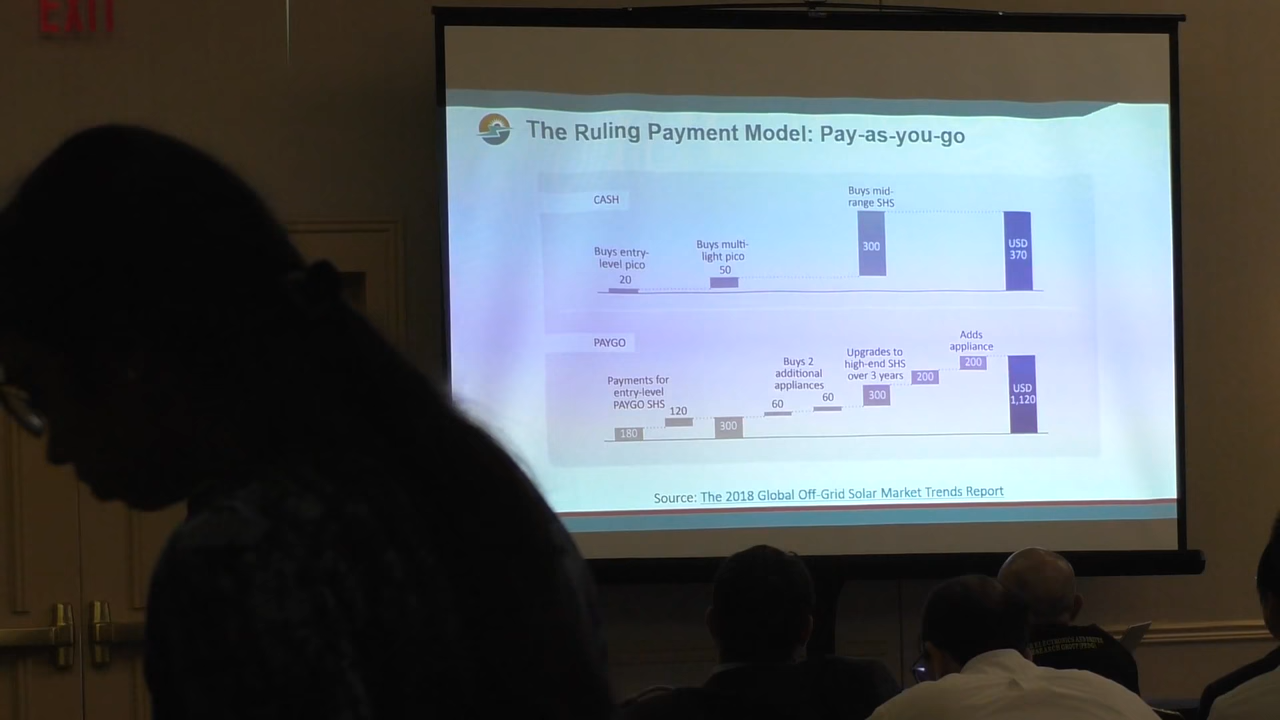 EXIT
The Ruling Payment Model: Pay-as-you-go
CASH
Buys entry-
level pico
20
Buys multi-
light pico
50
Buys mid-
range SHS
300
USD
370
PAYGO
Payments for
entry-level
PAYGO SHS
180
120
300
Buys 2
additional
appliances
60
60
Upgrades to
high-end SHS
over 3 years
300
200
Adds
appliance
200
USD
1,120
Source: The 2018 Global Off-Grid Solar Market Trends Report